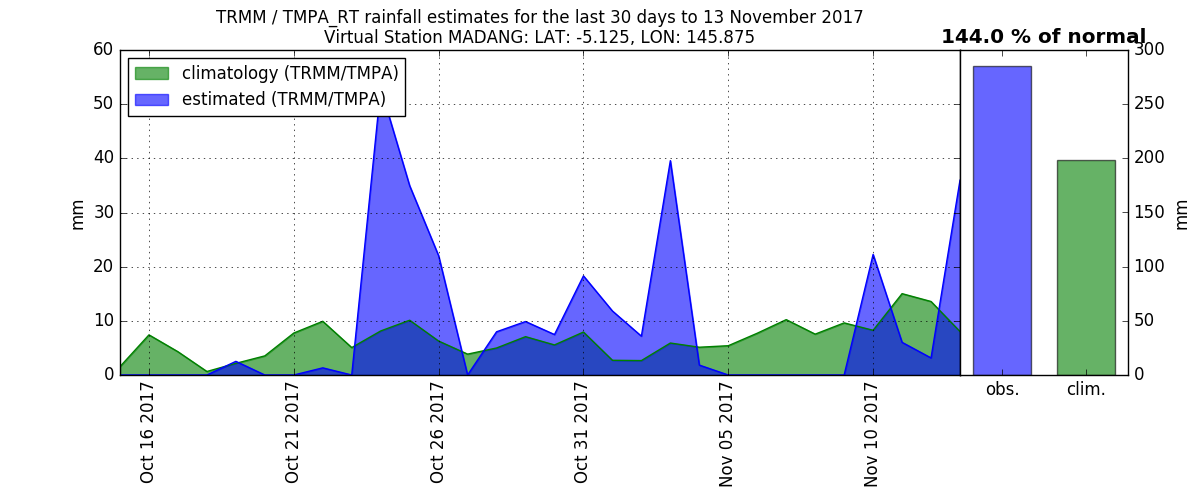 TRMM / TMPA_RT rainfall estimates for the last 30 days to 13 November 2017
Virtual Station MADANG: LAT: -5.125, LON: 145.875
144.0 % of normal
climatology (TRMM/TMPA)
estimated (TRMM/TMPA)
mm
60
50
40
30
20
10
0
Oct 16 2017
Oct 21 2017
Oct 26 2017
Oct 31 2017
Nov 05 2017
Nov 10 2017
300
250
200
150
100
50
0
mm
obs.
clim.